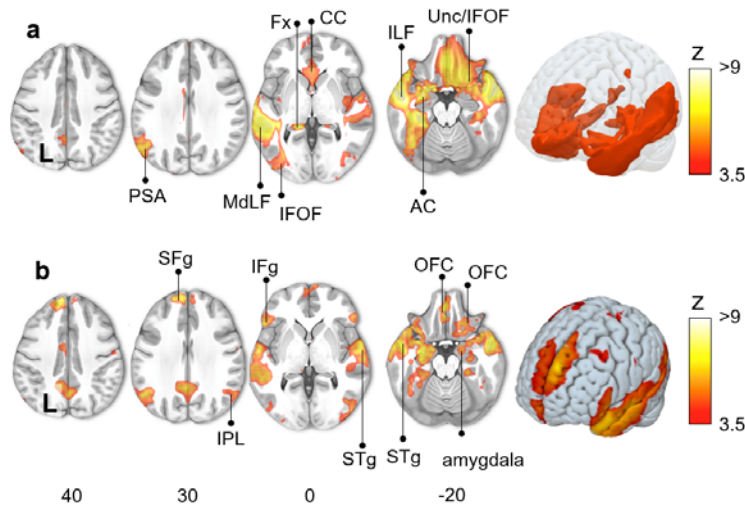 a
Fx
CC
Unc/IFOF
ILF
L
PSA
MdLF
IFOF
AC
Z
>9
3.5
b
SFg
IFg
OFC
OFC
L
IPL
STg
STg
amygdala
Z
>9
3.5
40
30
0
-20